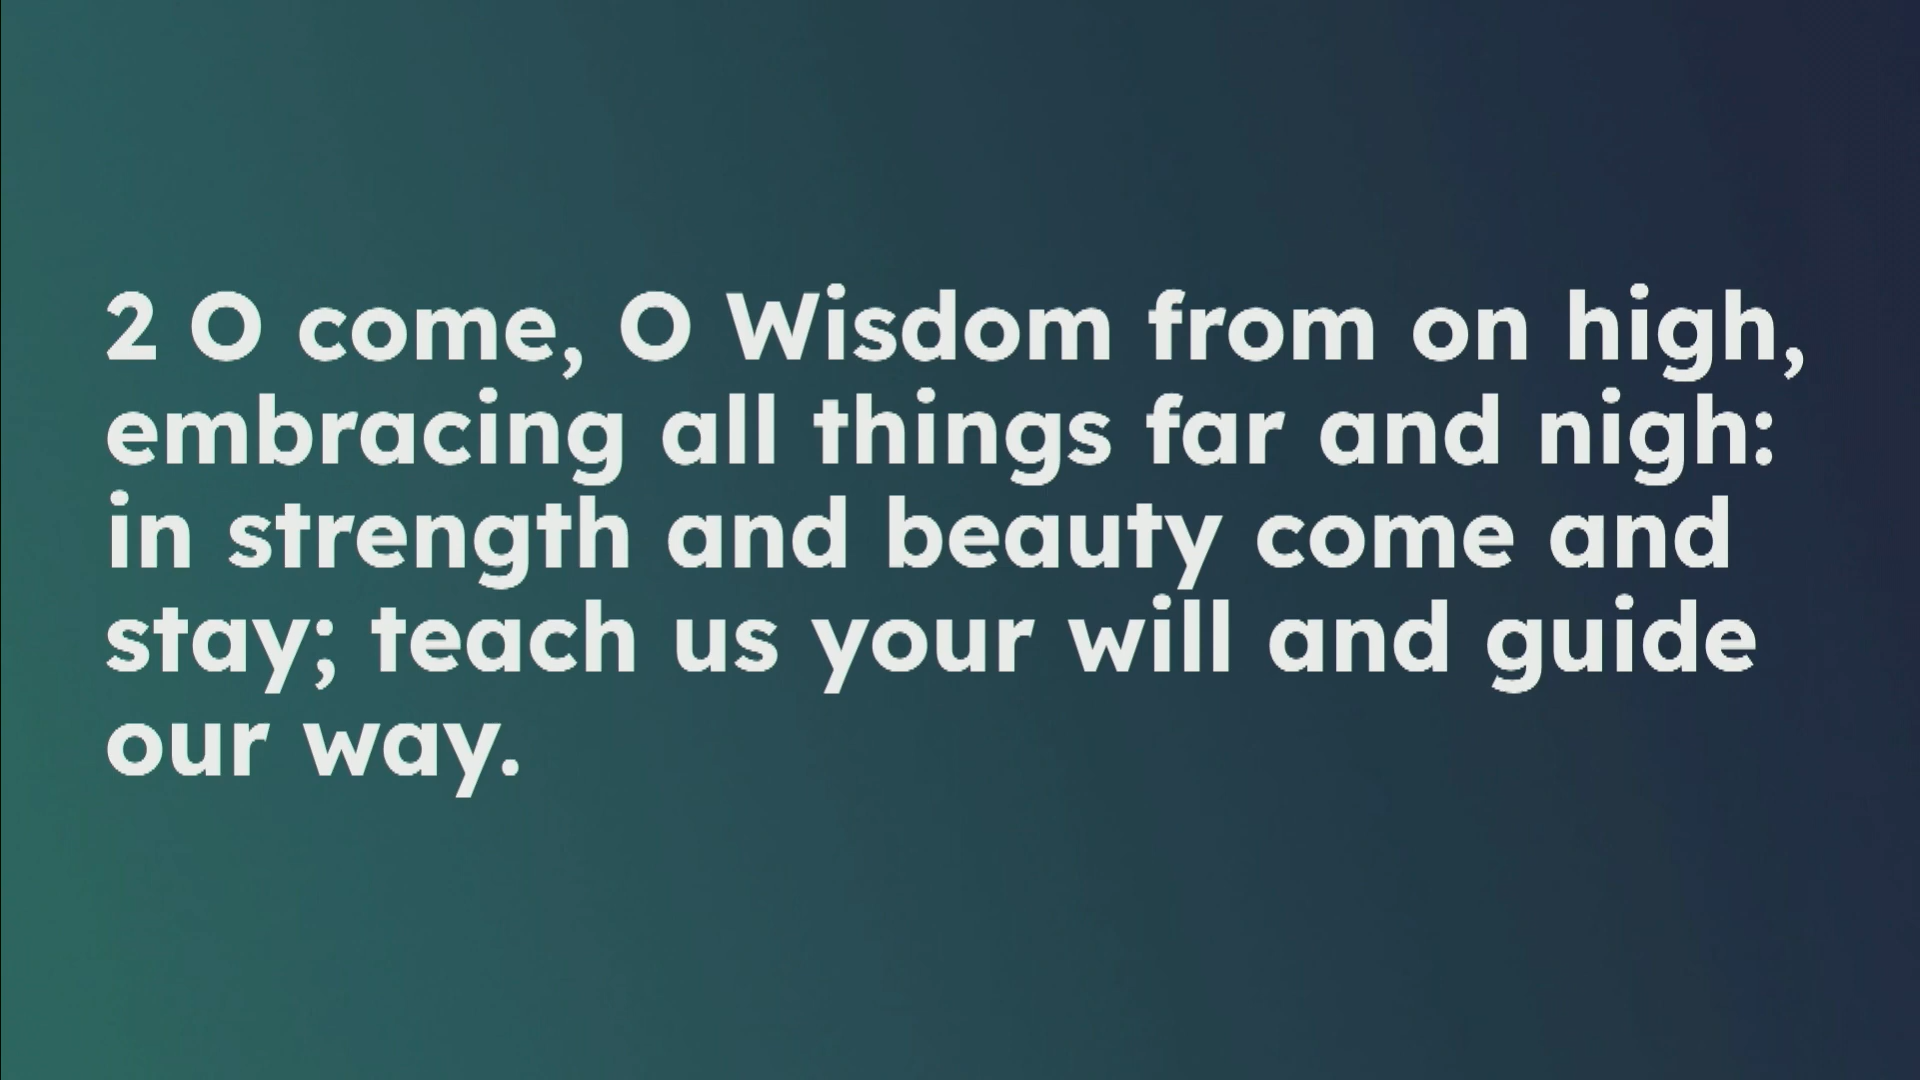 2 O come, O Wisdom from on high,
embracing all things far and nigh:
in strength and beauty come and
stay; teach us your will and guide
our way.